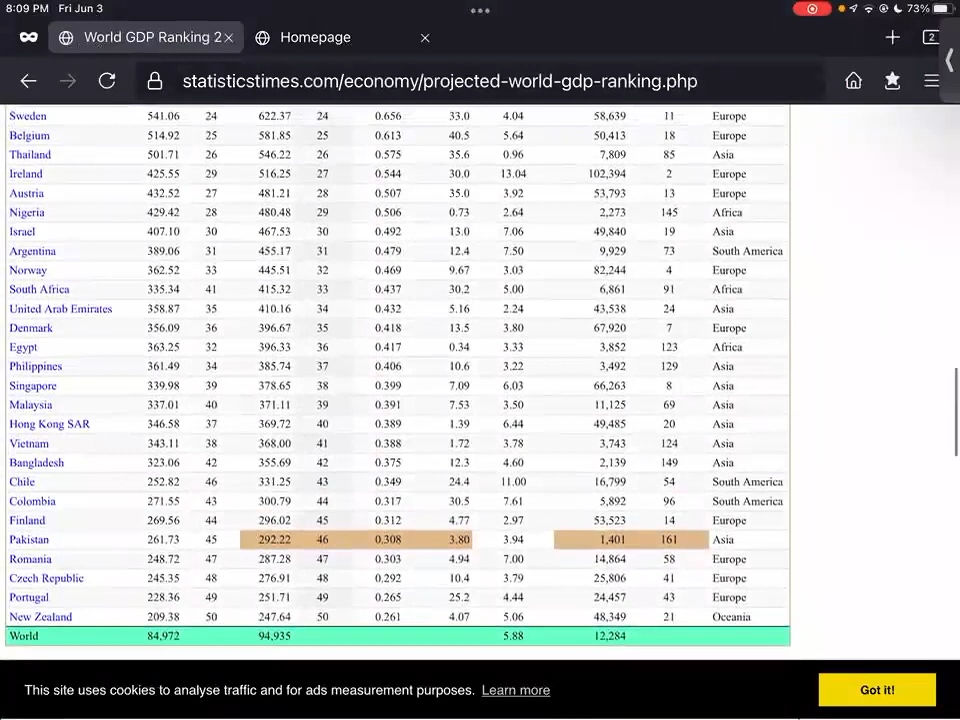 8:09 PM Fri Jun 3 73%
World GDP Ranking 2 Homepage 2
statisticstimes.com/economy/projected-world-gdp-ranking.php
Sweden 541.06 24 622.37 24 0.656 33.0 4.04 58,639 11 Europe
Belgium 514.92 25 581.85 25 0.613 40.5 5.64 50,413 18 Europe
Thailand 501.71 26 546.22 26 0.575 35.6 0.96 7,809 85 Asia
Ireland 425.55 29 516.25 27 0.544 30.0 13.04 102,394 2 Europe
Austria 432.52 27 481.21 28 0.507 35.0 3.92 53,793 13 Europe
Nigeria 429.42 28 480.48 29 0.506 0.73 2.64 2,273 145 Africa
Israel 407.10 30 467.53 30 0.492 13.0 7.06 49,840 19 Asia
Argentina 389.06 31 455.17 31 0.479 12.4 7.50 9,929 73 South America
Norway 362.52 33 445.51 32 0.469 9.67 3.03 82,244 4 Europe
South Africa 335.34 41 415.32 33 0.437 30.2 5.00 6,861 91 Africa
United Arab Emirates 358.87 35 410.16 34 0.432 5.16 2.24 43,538 24 Asia
Denmark 356.09 36 396.67 35 0.418 13.5 3.80 67,920 7 Europe
Egypt 363.25 32 396.33 36 0.417 0.34 3.33 3,852 123 Africa
Philippines 361.49 34 385.74 37 0.406 10.6 3.22 3,492 129 Asia
Singapore 339.98 39 378.65 38 0.399 7.09 6.03 66,263 8 Asia
Malaysia 337.01 40 371.11 39 0.391 7.53 3.50 11,125 69 Asia
Hong Kong SAR 346.58 37 369.72 40 0.389 1.39 6.44 49,485 20 Asia
Vietnam 343.11 38 368.00 41 0.388 1.72 3.78 3,743 124 Asia
Bangladesh 323.06 42 355.69 42 0.375 12.3 4.60 2,139 149 Asia
Chile 252.82 46 331.25 43 0.349 24.4 11.00 16,799 54 South America
Colombia 271.55 43 300.79 44 0.317 30.5 7.61 5,892 96 South America
Finland 269.56 44 296.02 45 0.312 4.77 2.97 53,523 14 Europe
Pakistan 261.73 45 292.22 46 0.308 3.80 3.94 1,401 161 Asia
Romania 248.72 47 287.28 47 0.303 4.94 7.00 14,864 58 Europe
Czech Republic 245.35 48 276.91 48 0.292 10.4 3.79 25,806 41 Europe
Portugal 228.36 49 251.71 49 0.265 25.2 4.44 24,457 43 Europe
New Zealand 209.38 50 247.64 50 0.261 4.07 5.06 48,349 21 Oceania
World 84,972 94,935 5.88 12,284
This site uses cookies to analyse traffic and for ads measurement purposes. Learn more Got it!